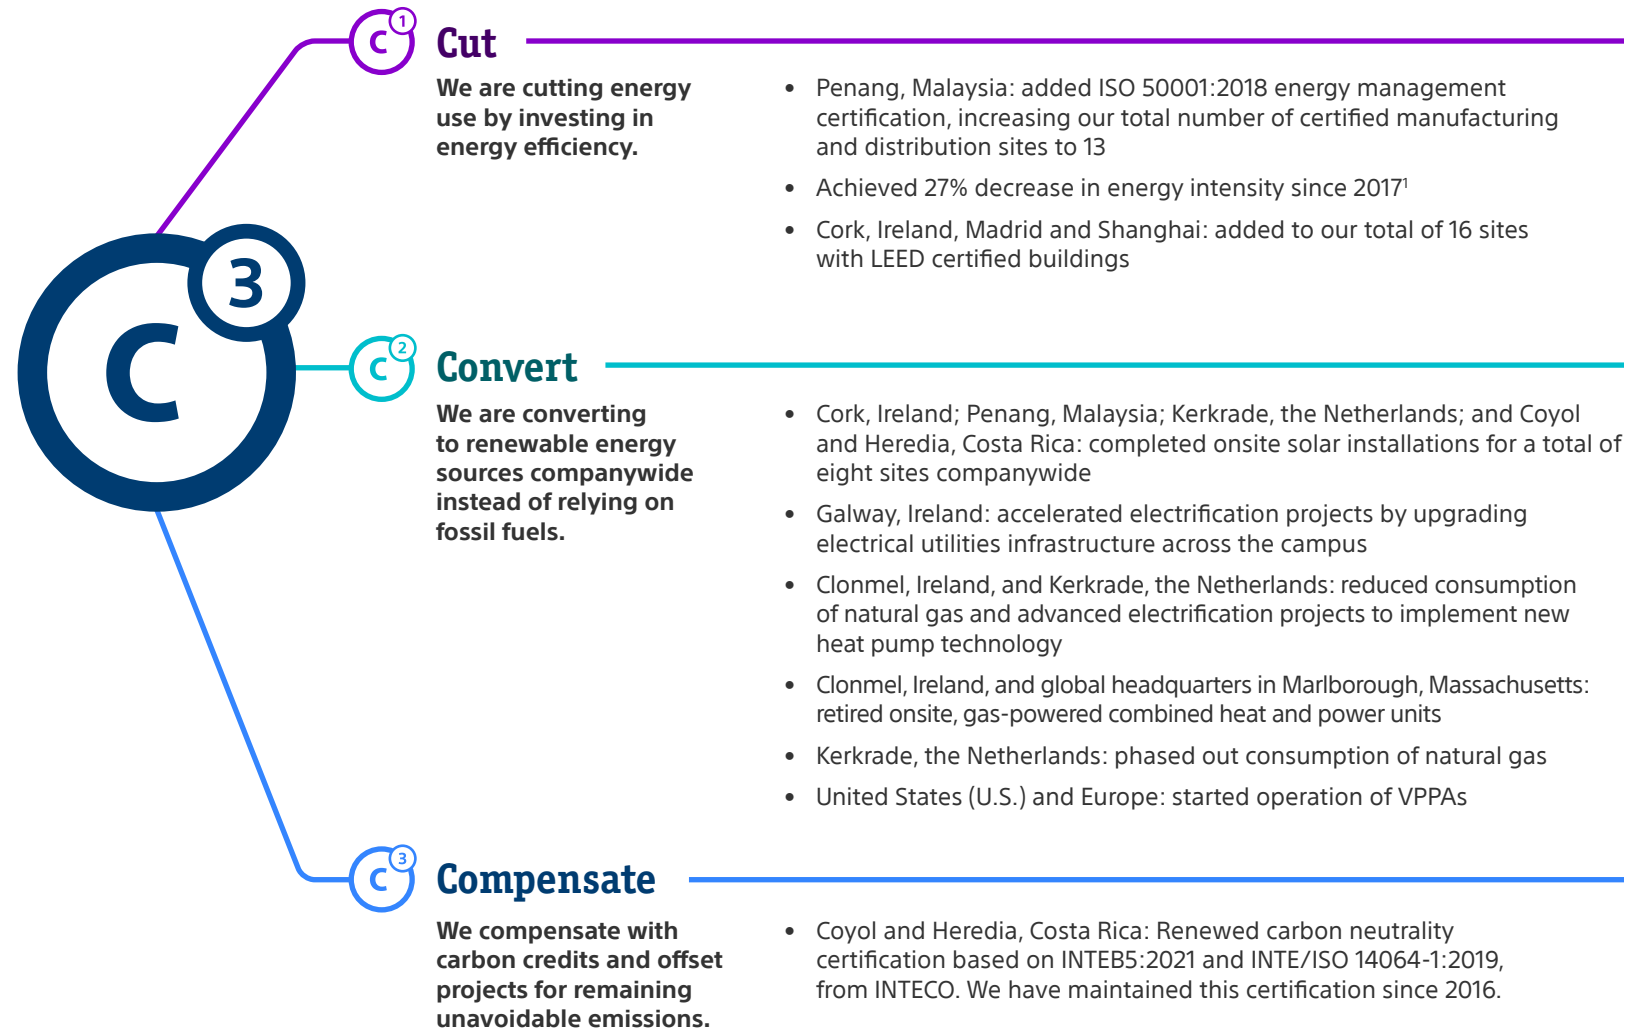 C 1
Cut
We are cutting energy
use by investing in
energy efficiency.
• Penang, Malaysia: added ISO 50001:2018 energy management
certification, increasing our total number of certified manufacturing
and distribution sites to 13
• Achieved 27% decrease in energy intensity since 2017¹
• Cork, Ireland, Madrid and Shanghai: added to our total of 16 sites
with LEED certified buildings
C 3
C 2
Convert
We are converting
to renewable energy
sources companywide
instead of relying on
fossil fuels.
• Cork, Ireland; Penang, Malaysia; Kerkrade, the Netherlands; and Coyol
and Heredia, Costa Rica: completed onsite solar installations for a total of
eight sites companywide
• Galway, Ireland: accelerated electrification projects by upgrading
electrical utilities infrastructure across the campus
• Clonmel, Ireland, and Kerkrade, the Netherlands: reduced consumption
of natural gas and advanced electrification projects to implement new
heat pump technology
• Clonmel, Ireland, and global headquarters in Marlborough, Massachusetts:
retired onsite, gas-powered combined heat and power units
• Kerkrade, the Netherlands: phased out consumption of natural gas
• United States (U.S.) and Europe: started operation of VPPAs
C 3
Compensate
We compensate with
carbon credits and offset
projects for remaining
unavoidable emissions.
• Coyol and Heredia, Costa Rica: Renewed carbon neutrality
certification based on INTEB5:2021 and INTE/ISO 14064-1:2019,
from INTECO. We have maintained this certification since 2016.